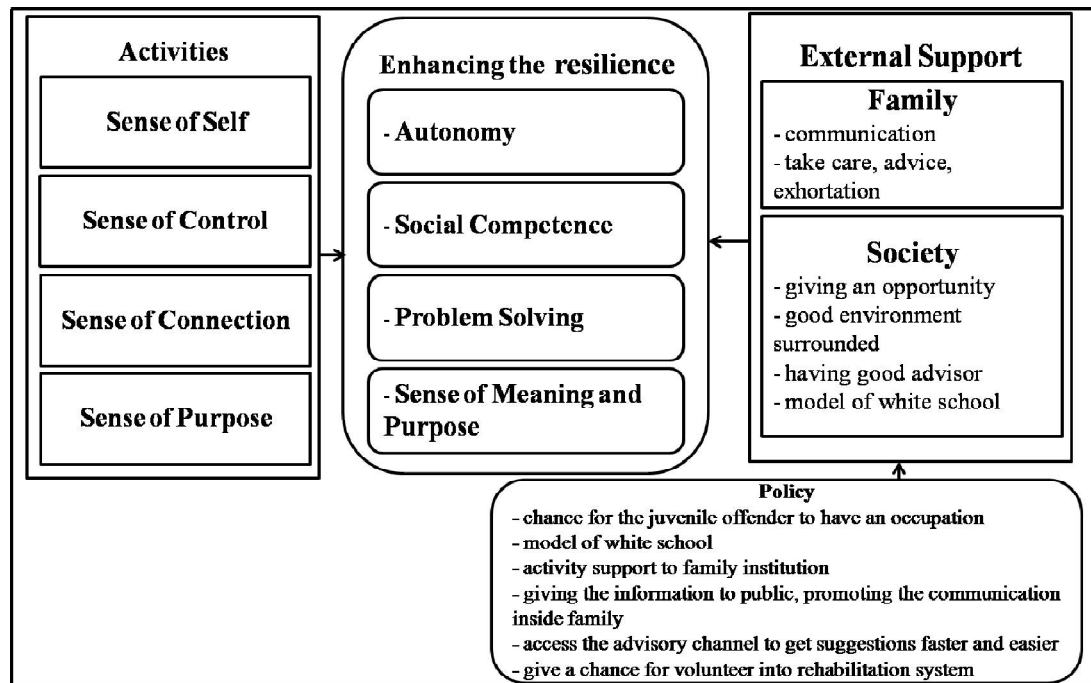 Activities
Sense of Self
Sense of Control
Sense of Connection
Sense of Purpose
Enhancing the resilience
- Autonomy
- Social Competence
- Problem Solving
- Sense of Meaning and
Purpose
External Support
Family
- communication
- take care, advice,
exhortation
Society
- giving an opportunity
- good environment
surrounded
- having good advisor
- model of white school
Policy
- chance for the juvenile offender to have an occupation
- model of white school
- activity support to family institution
- giving the information to public, promoting the communication
inside family
- access the advisory channel to get suggestions faster and easier
- give a chance for volunteer into rehabilitation system